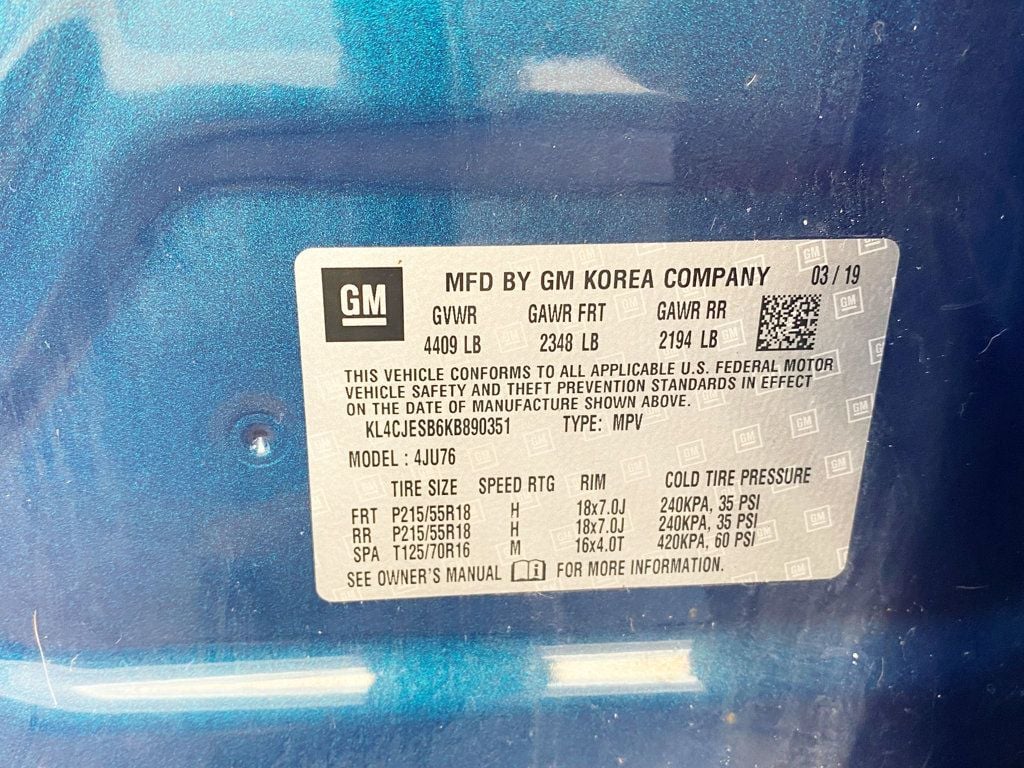 GM
MFD BY GM KOREA COMPANY 03 / 19
GVWR GAWR FRT GAWR RR
4409 LB 2348 LB 2194 LB
THIS VEHICLE CONFORMS TO ALL APPLICABLE U.S. FEDERAL MOTOR
VEHICLE SAFETY AND THEFT PREVENTION STANDARDS IN EFFECT
ON THE DATE OF MANUFACTURE SHOWN ABOVE.
KL4CJESB6KB890351 TYPE: MPV
MODEL : 4JU76
TIRE SIZE SPEED RTG RIM COLD TIRE PRESSURE
FRT P215/55R18 H 18x7.0J 240KPA, 35 PSI
RR P215/55R18 H 18x7.0J 240KPA, 35 PSI
SPA T125/70R16 M 16x4.0T 420KPA, 60 PSI
SEE OWNER'S MANUAL FOR MORE INFORMATION.